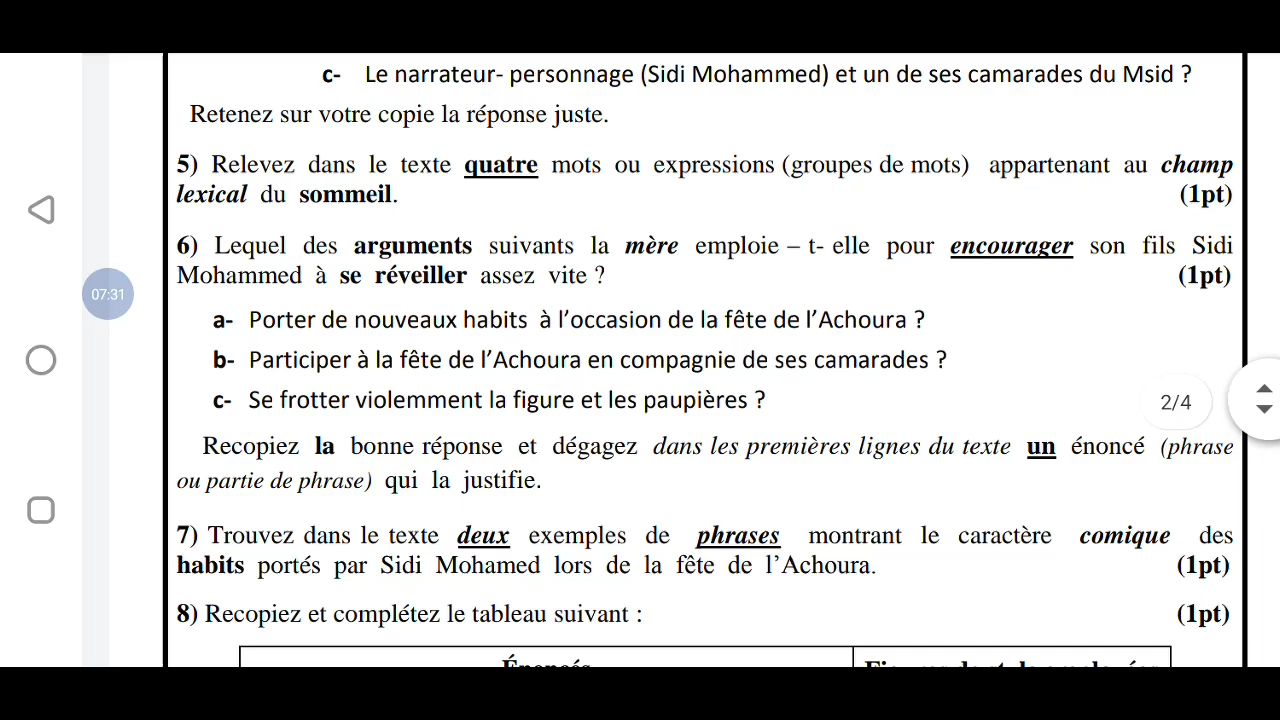 c- Le narrateur- personnage (Sidi Mohammed) et un de ses camarades du Msid ?
Retenez sur votre copie la réponse juste.
5) Relevez dans le texte quatre mots ou expressions (groupes de mots) appartenant au champ
lexical du sommeil. (1pt)
6) Lequel des arguments suivants la mère emploie – t- elle pour encourager son fils Sidi
Mohammed à se réveiller assez vite ? (1pt)
07:31
a- Porter de nouveaux habits à l’occasion de la fête de l’Achoura ?
b- Participer à la fête de l’Achoura en compagnie de ses camarades ?
c- Se frotter violemment la figure et les paupières ?
2/4
Recopiez la bonne réponse et dégagez dans les premières lignes du texte un énoncé (phrase
ou partie de phrase) qui la justifie.
7) Trouvez dans le texte deux exemples de phrases montrant le caractère comique des
habits portés par Sidi Mohamed lors de la fête de l’Achoura. (1pt)
8) Recopiez et complétez le tableau suivant : (1pt)
Énoncés